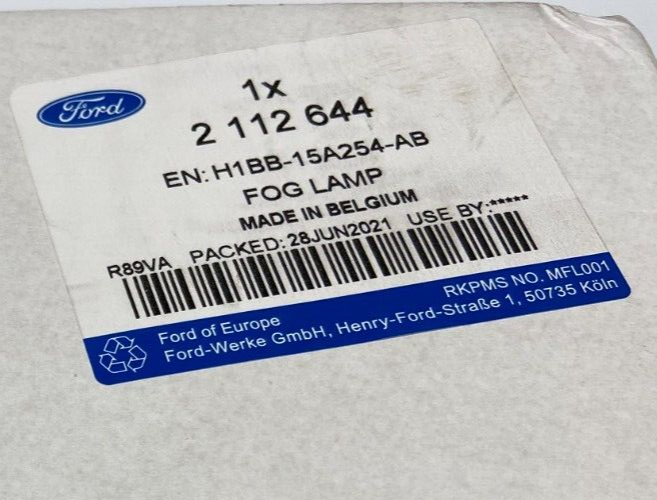 Ford
1x
2 112 644
EN: H1BB-15A254-AB
FOG LAMP
MADE IN BELGIUM
R89VA PACKED: 28JUN2021 USE BY:*****
RKPMS NO. MFL001
Ford of Europe
Ford-Werke GmbH, Henry-Ford-Straße 1, 50735 Köln